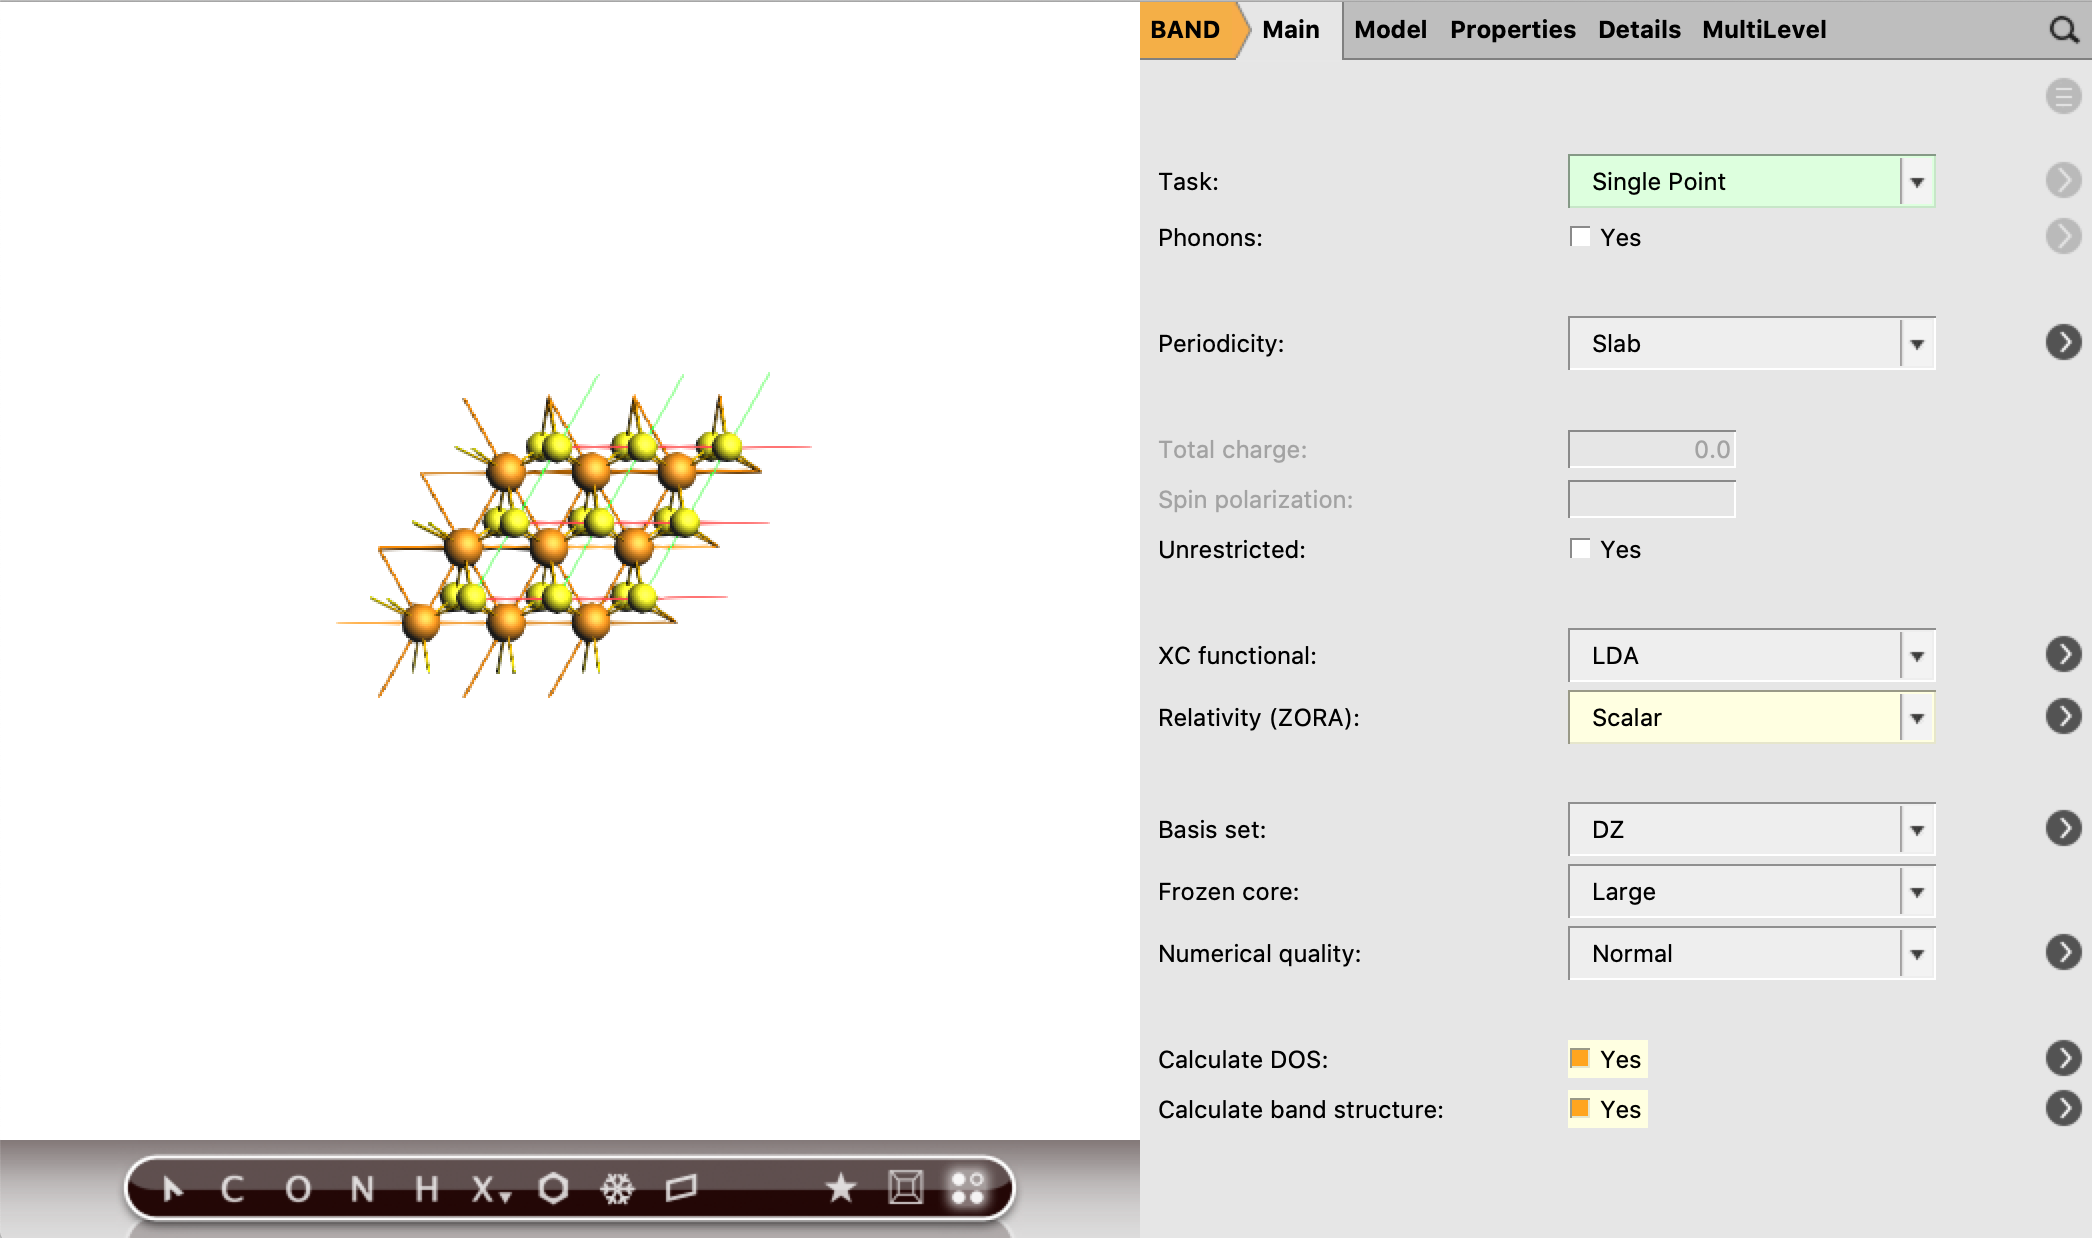 BAND Main Model Properties Details MultiLevel
Task: Single Point
Phonons: Yes
Periodicity: Slab
Total charge: 0.0
Spin polarization:
Unrestricted: Yes
XC functional: LDA
Relativity (ZORA): Scalar
Basis set: DZ
Frozen core: Large
Numerical quality: Normal
Calculate DOS: Yes
Calculate band structure: Yes
C O N H X